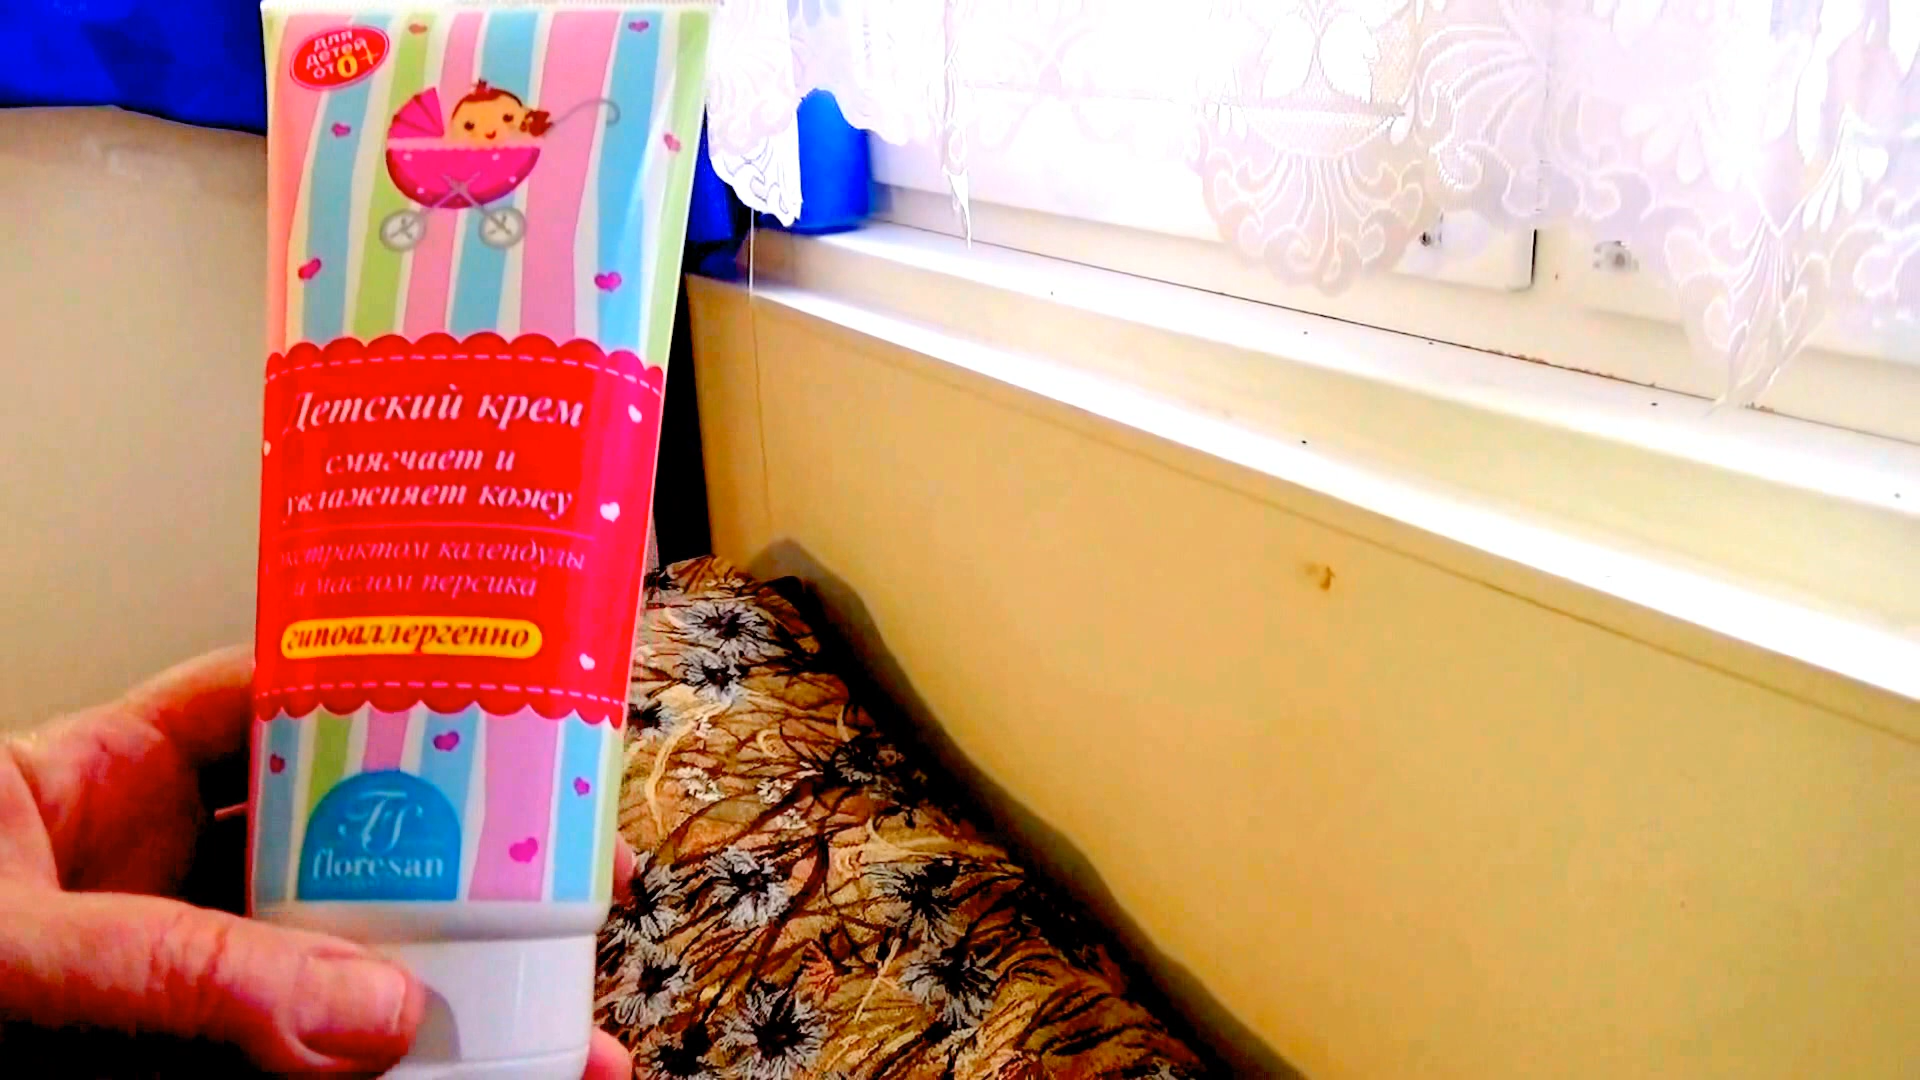 для
детей
от 0+
Детский крем
смягчает и
увлажняет кожу
экстрактом календулы
и маслом персика
гипоаллергенно
floresan